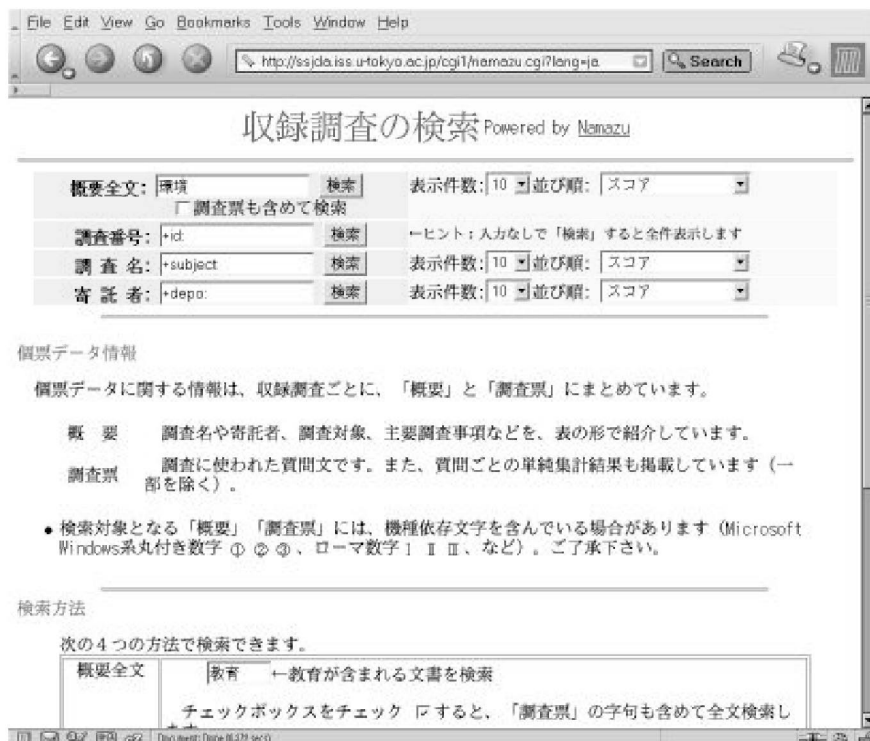 File Edit View Go Bookmarks Tools Window Help
http://ssjda.iss.u-tokyo.ac.jp/cgi1/namazu.cgi?lang=ja Search
収録調査の検索 Powered by Namazu
概要全文: 環境 検索 表示件数: 10 並び順: スコア
調査票も含めて検索
調査番号: +id: 検索 ←ヒント:入力なしで「検索」すると全件表示します
調 査 名: +subject 検索 表示件数: 10 並び順: スコア
寄 託 者: +depo: 検索 表示件数: 10 並び順: スコア
個票データ情報
個票データに関する情報は、収録調査ごとに、「概要」と「調査票」にまとめています。
概 要 調査名や寄託者、調査対象、主要調査事項などを、表の形で紹介しています。
調査票 調査に使われた質問文です。また、質問ごとの単純集計結果も掲載しています(一
部を除く)。
● 検索対象となる「概要」「調査票」には、機種依存文字を含んでいる場合があります(Microsoft
Windows系丸付き数字 ① ② ③、ローマ数字 Ⅰ Ⅱ Ⅲ、など)。ご了承下さい。
検索方法
次の4つの方法で検索できます。
概要全文 教育 ←教育が含まれる文書を検索
チェックボックスをチェック すると、「調査票」の字句も含めて全文検索し